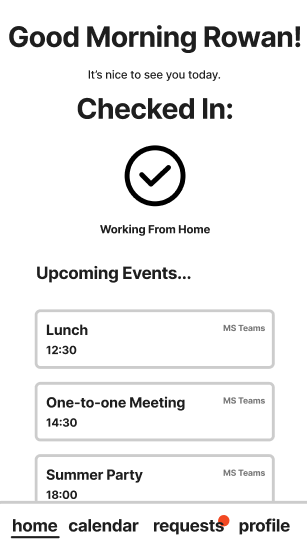 Good Morning Rowan!
It's nice to see you today.
Checked In:
Working From Home
Upcoming Events...
Lunch
MS Teams
12:30
One-to-one Meeting
MS Teams
14:30
Summer Party
MS Teams
18:00
home calendar requests profile